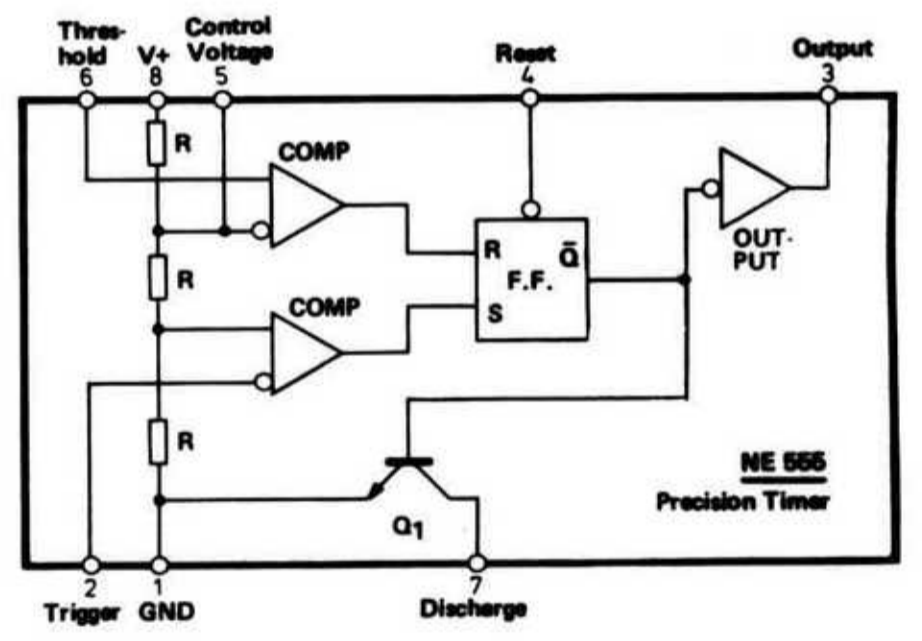 Thres-
hold
6
V+
8
Control
Voltage
5
Reset
4
Output
3
R
COMP
R
Q̄
F.F.
S
OUT-
PUT
R
COMP
R
NE 555
Precision Timer
Q1
2
Trigger
1
GND
7
Discharge